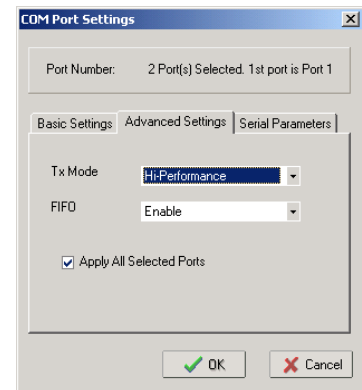 COM Port Settings
Port Number: 2 Port(s) Selected. 1st port is Port 1
Basic Settings Advanced Settings Serial Parameters
Tx Mode Hi-Performance
FIFO Enable
Apply All Selected Ports
OK Cancel